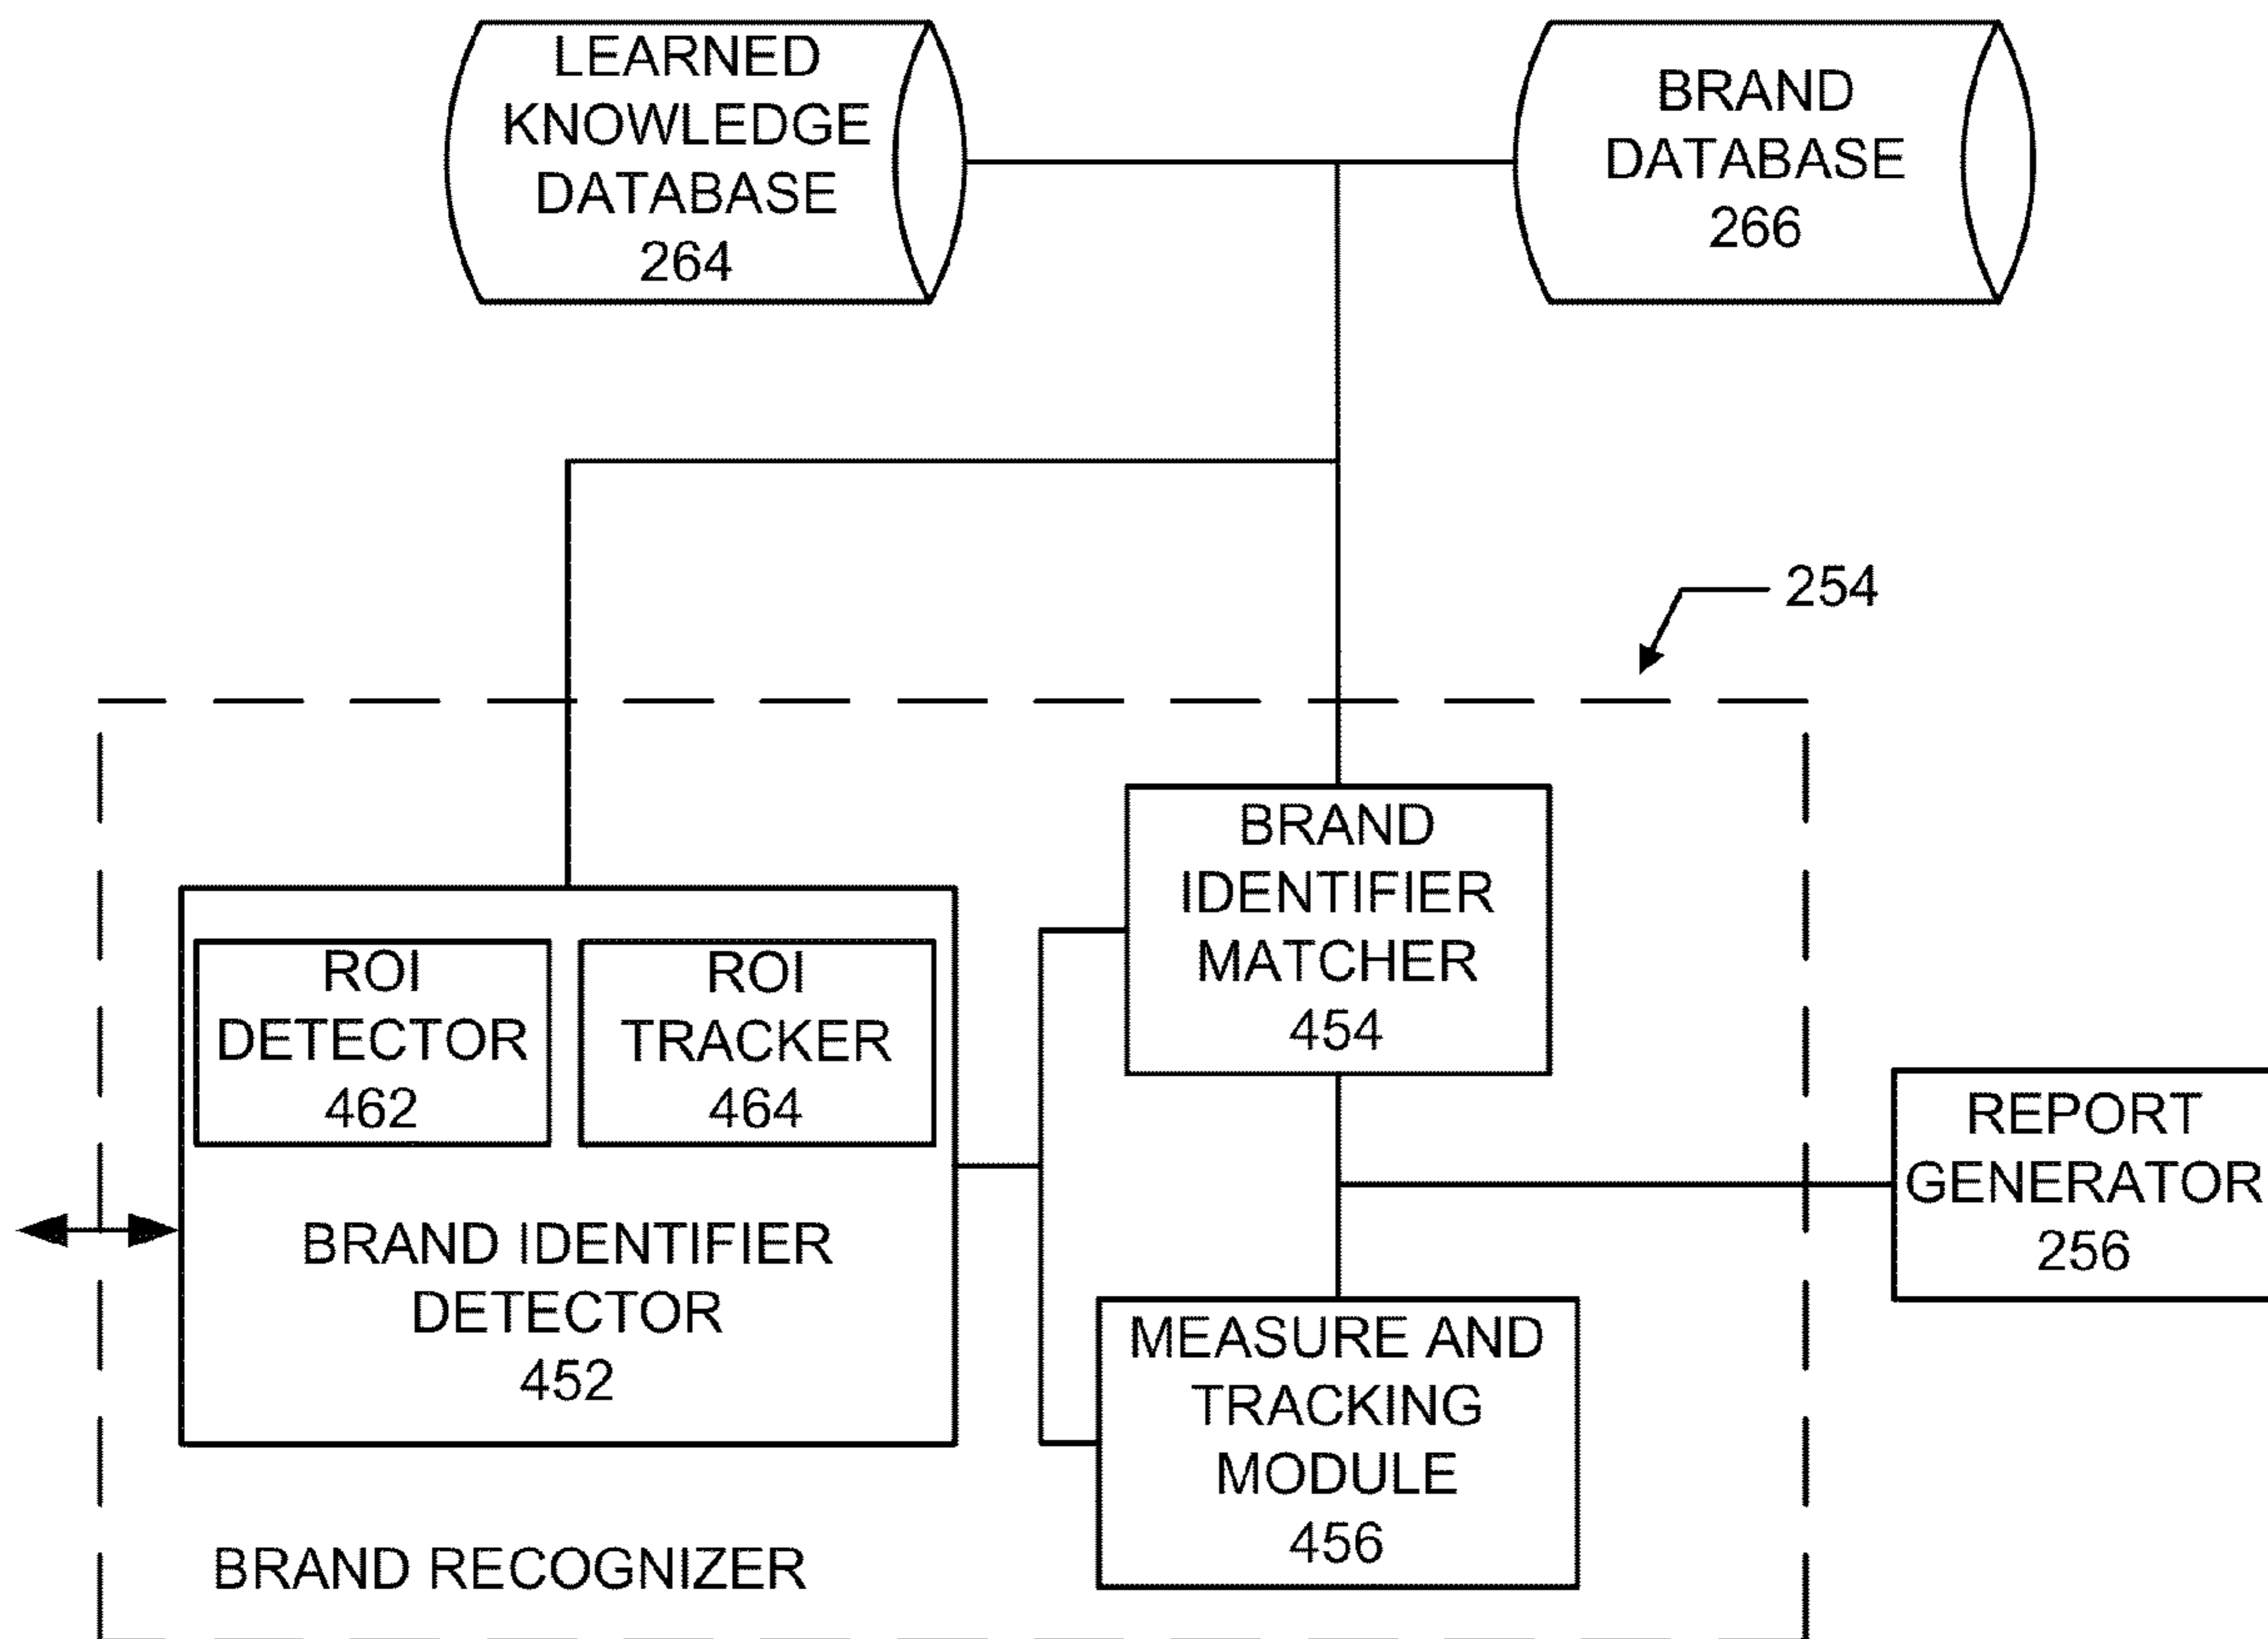 LEARNED
KNOWLEDGE
DATABASE
264
BRAND
DATABASE
266
254
BRAND
IDENTIFIER
MATCHER
454
ROI
DETECTOR
462
ROI
TRACKER
464
BRAND IDENTIFIER
DETECTOR
452
REPORT
GENERATOR
256
MEASURE AND
TRACKING
MODULE
456
BRAND RECOGNIZER